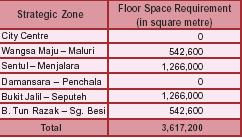 Strategic Zone Floor Space Requirement
(in square metre)
City Centre 0
Wangsa Maju – Maluri 542,600
Sentul – Menjalara 1,266,000
Damansara – Penchala 0
Bukit Jalil – Seputeh 1,266,000
B. Tun Razak – Sg. Besi 542,600
Total 3,617,200